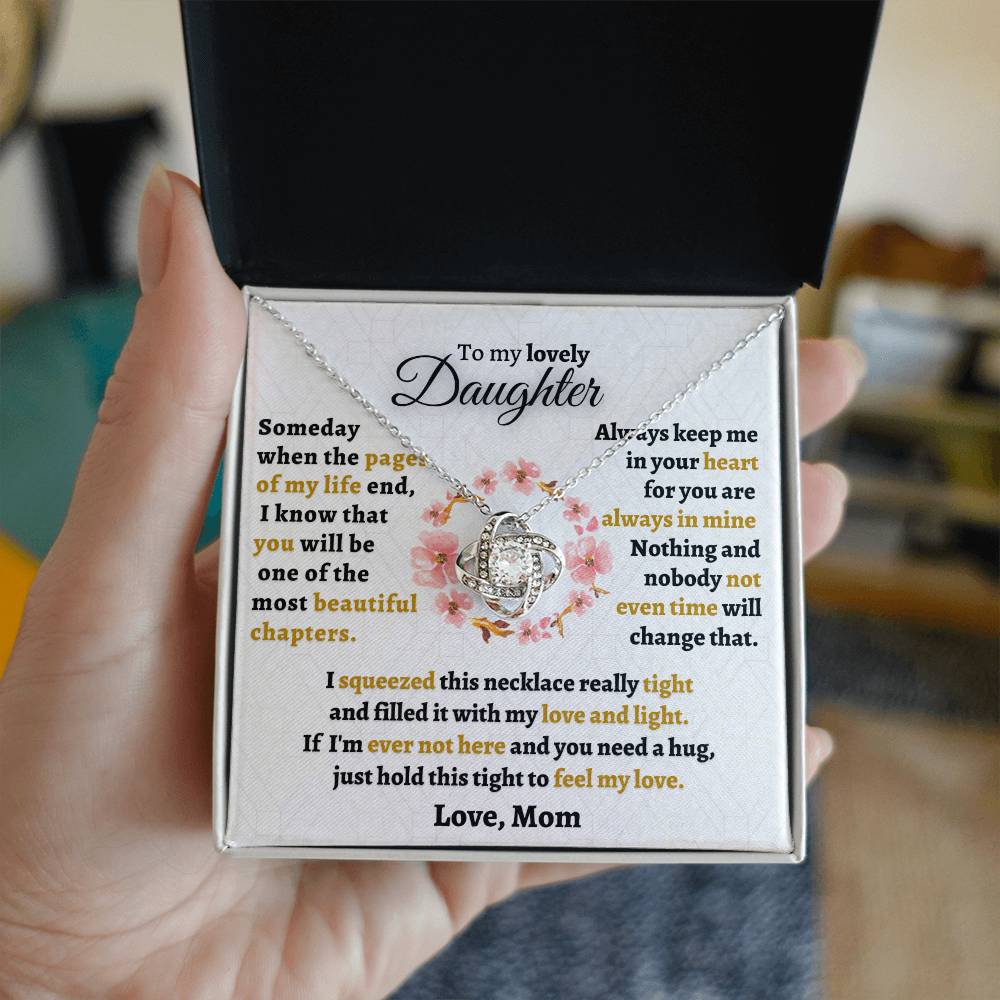 To my lovely
Daughter
Someday
when the pages
of my life end,
I know that
you will be
one of the
most beautiful
chapters.
Always keep me
in your heart
for you are
always in mine
Nothing and
nobody not
even time will
change that.
I squeezed this necklace really tight
and filled it with my love and light.
If I'm ever not here and you need a hug,
just hold this tight to feel my love.
Love, Mom